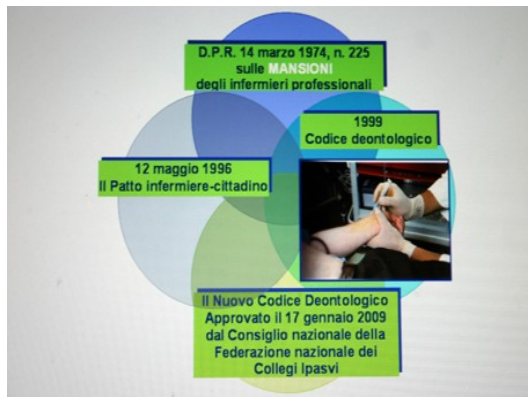 D.P.R. 14 marzo 1974, n. 225
sulle MANSIONI
degli infermieri professionali
1999
Codice deontologico
12 maggio 1996
Il Patto infermiere-cittadino
Il Nuovo Codice Deontologico
Approvato il 17 gennaio 2009
dal Consiglio nazionale della
Federazione nazionale dei
Collegi Ipasvi